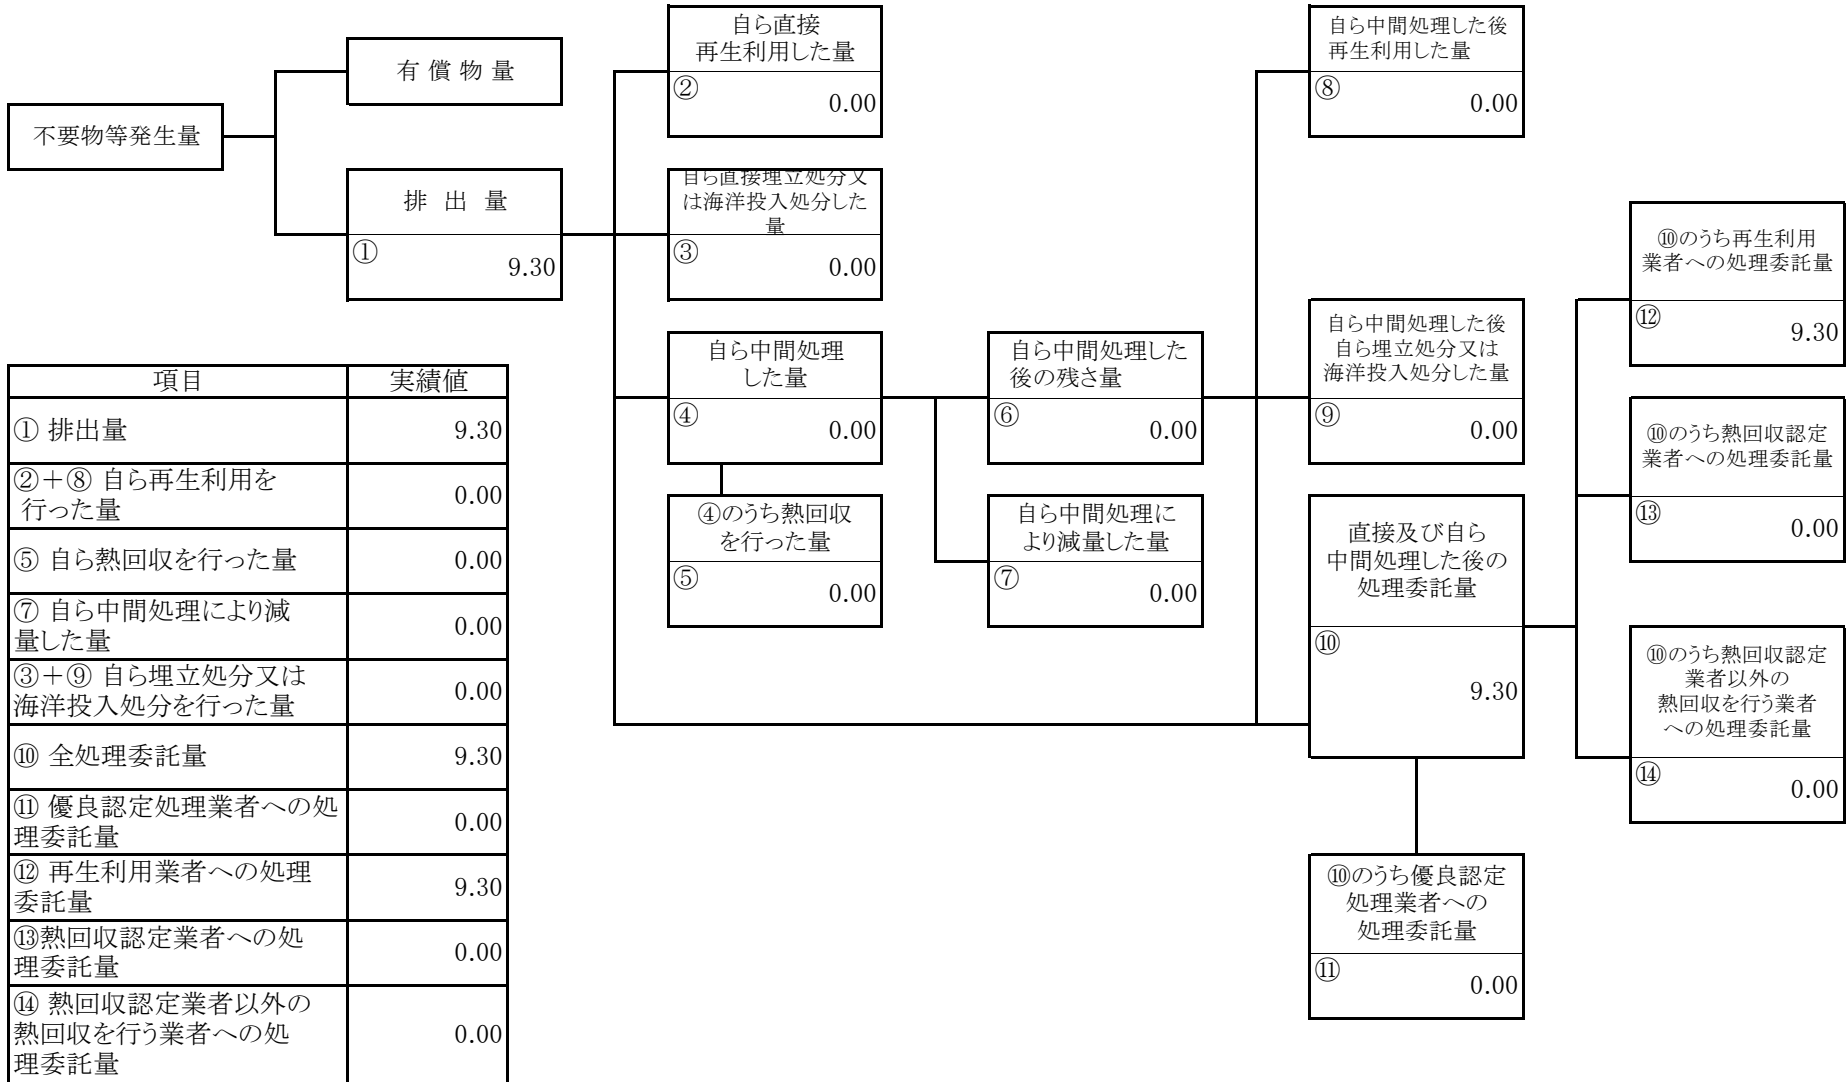 不要物等発生量
有 償 物 量
排 出 量
①
9.30
自ら直接
再生利用した量
②
0.00
自ら直接埋立処分又
は海洋投入処分した
量
③
0.00
自ら中間処理
した量
④
0.00
④のうち熱回収
を行った量
⑤
0.00
自ら中間処理した
後の残さ量
⑥
0.00
自ら中間処理に
より減量した量
⑦
0.00
自ら中間処理した後
再生利用した量
⑧
0.00
自ら中間処理した後
自ら埋立処分又は
海洋投入処分した量
⑨
0.00
直接及び自ら
中間処理した後の
処理委託量
⑩
9.30
⑩のうち優良認定
処理業者への
処理委託量
⑪
0.00
⑩のうち再生利用
業者への処理委託量
⑫
9.30
⑩のうち熱回収認定
業者への処理委託量
⑬
0.00
⑩のうち熱回収認定
業者以外の
熱回収を行う業者
への処理委託量
⑭
0.00
項目 実績値
① 排出量 9.30
②＋⑧ 自ら再生利用を
行った量
0.00
⑤ 自ら熱回収を行った量 0.00
⑦ 自ら中間処理により減
量した量
0.00
③＋⑨ 自ら埋立処分又は
海洋投入処分を行った量
0.00
⑩ 全処理委託量 9.30
⑪ 優良認定処理業者への処
理委託量
0.00
⑫ 再生利用業者への処理
委託量
9.30
⑬熱回収認定業者への処
理委託量
0.00
⑭ 熱回収認定業者以外の
熱回収を行う業者への処
理委託量
0.00